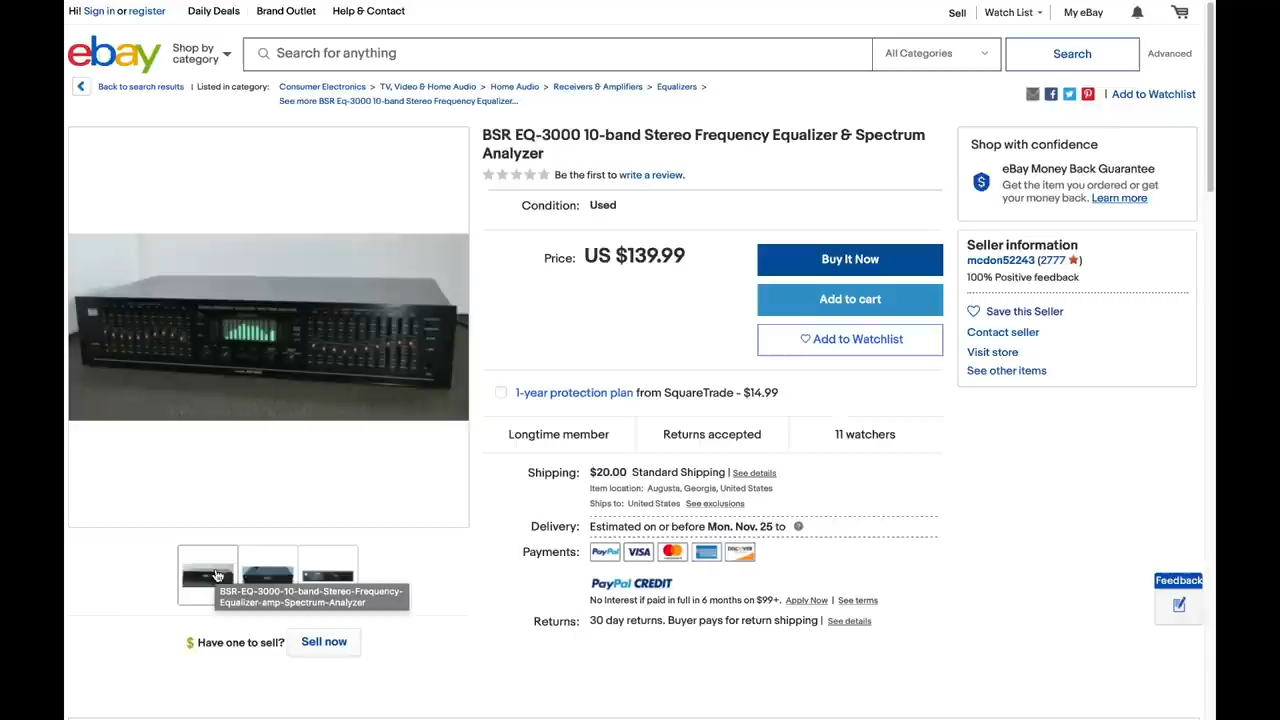 Hi! Sign in or register
Daily Deals
Brand Outlet
Help & Contact
Sell
Watch List
My eBay
ebay
Shop by
category
Search for anything
All Categories
Search
Advanced
Back to search results
Listed in category:
Consumer Electronics > TV, Video & Home Audio > Home Audio > Receivers & Amplifiers > Equalizers >
See more BSR Eq-3000 10-band Stereo Frequency Equalizer...
Add to Watchlist
BSR EQ-3000 10-band Stereo Frequency Equalizer & Spectrum
Analyzer
Be the first to write a review.
Condition: Used
Price: US $139.99
Buy It Now
Add to cart
Add to Watchlist
1-year protection plan from SquareTrade - $14.99
Longtime member
Returns accepted
11 watchers
Shipping: $20.00 Standard Shipping | See details
Item location: Augusta, Georgia, United States
Ships to: United States See exclusions
Delivery: Estimated on or before Mon. Nov. 25 to
Payments: PayPal VISA MasterCard DISCOVER
PayPal CREDIT
No Interest if paid in full in 6 months on $99+. Apply Now | See terms
Returns: 30 day returns. Buyer pays for return shipping | See details
Shop with confidence
eBay Money Back Guarantee
Get the item you ordered or get
your money back. Learn more
Seller information
mcdon52243 (2777 )
100% Positive feedback
Save this Seller
Contact seller
Visit store
See other items
BSR-EQ-3000-10-band-Stereo-Frequency-
Equalizer-amp-Spectrum-Analyzer
Have one to sell? Sell now
Feedback